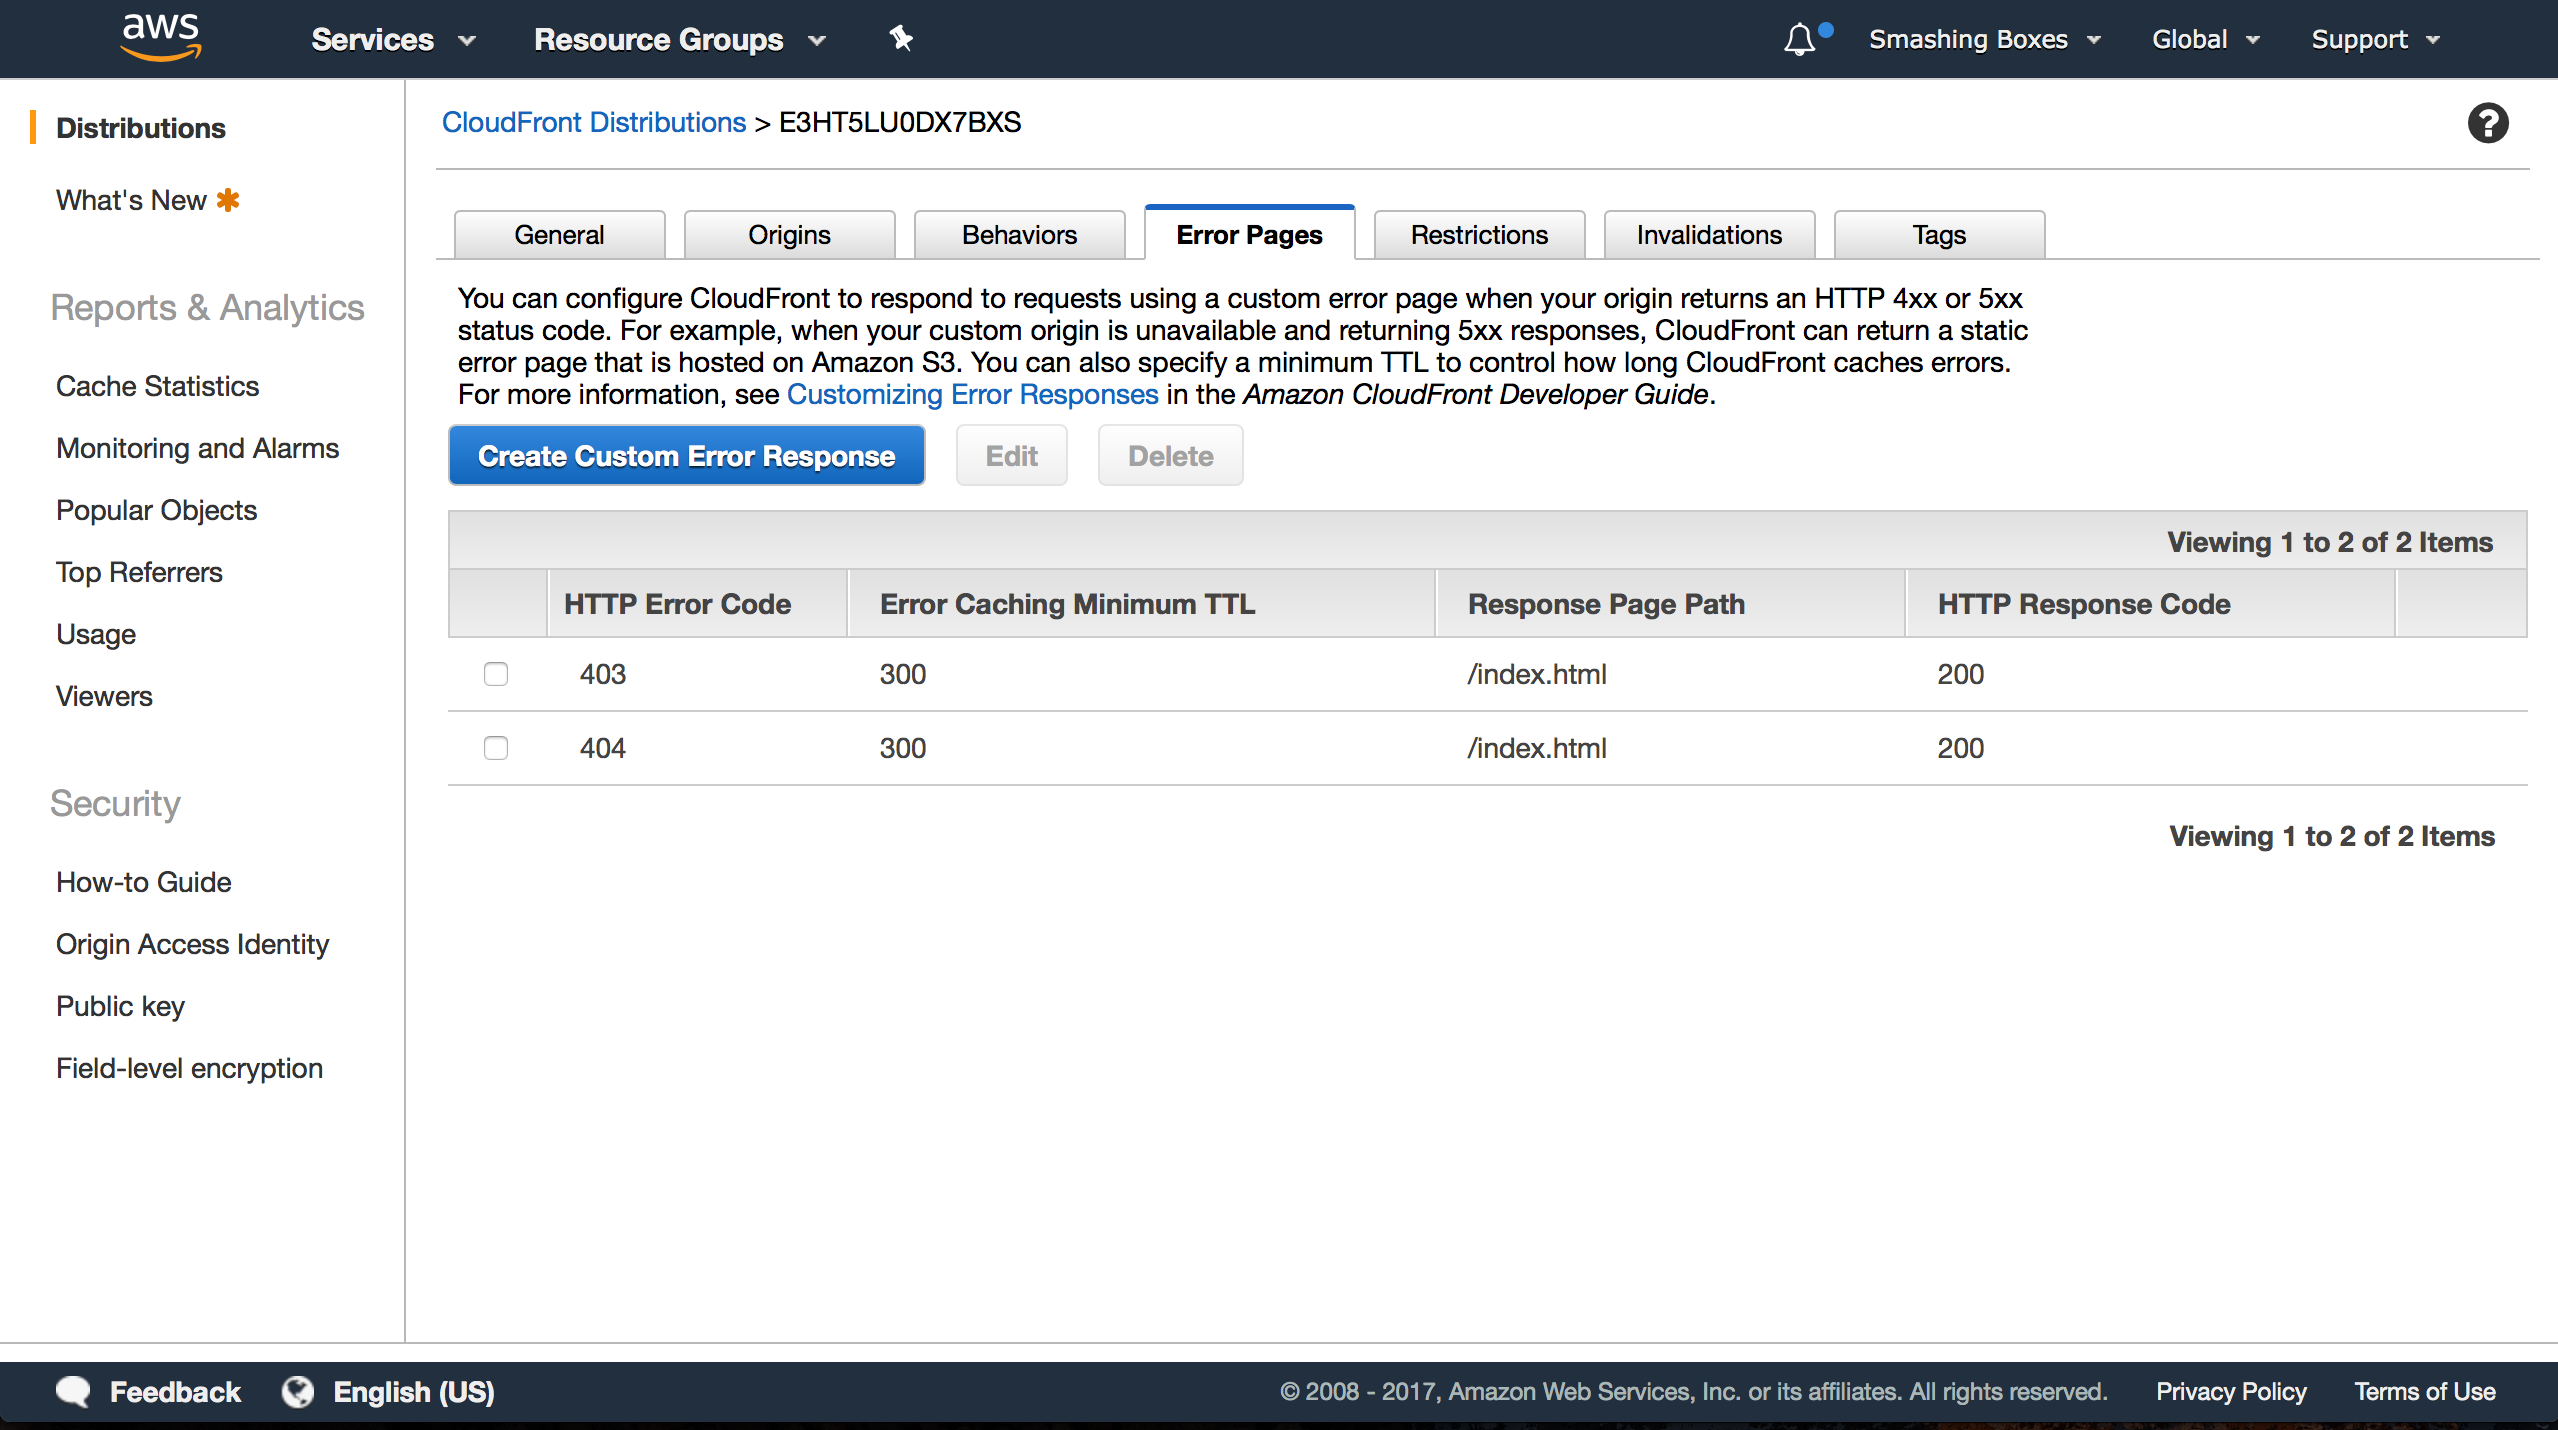 aws
Services
Resource Groups
Smashing Boxes
Global
Support
Distributions
What's New
Reports & Analytics
Cache Statistics
Monitoring and Alarms
Popular Objects
Top Referrers
Usage
Viewers
Security
How-to Guide
Origin Access Identity
Public key
Field-level encryption
CloudFront Distributions > E3HT5LU0DX7BXS
?
General
Origins
Behaviors
Error Pages
Restrictions
Invalidations
Tags
You can configure CloudFront to respond to requests using a custom error page when your origin returns an HTTP 4xx or 5xx
status code. For example, when your custom origin is unavailable and returning 5xx responses, CloudFront can return a static
error page that is hosted on Amazon S3. You can also specify a minimum TTL to control how long CloudFront caches errors.
For more information, see Customizing Error Responses in the Amazon CloudFront Developer Guide.
Create Custom Error Response
Edit
Delete
Viewing 1 to 2 of 2 Items
HTTP Error Code Error Caching Minimum TTL Response Page Path HTTP Response Code
403 300 /index.html 200
404 300 /index.html 200
Viewing 1 to 2 of 2 Items
Feedback
English (US)
© 2008 - 2017, Amazon Web Services, Inc. or its affiliates. All rights reserved.
Privacy Policy
Terms of Use